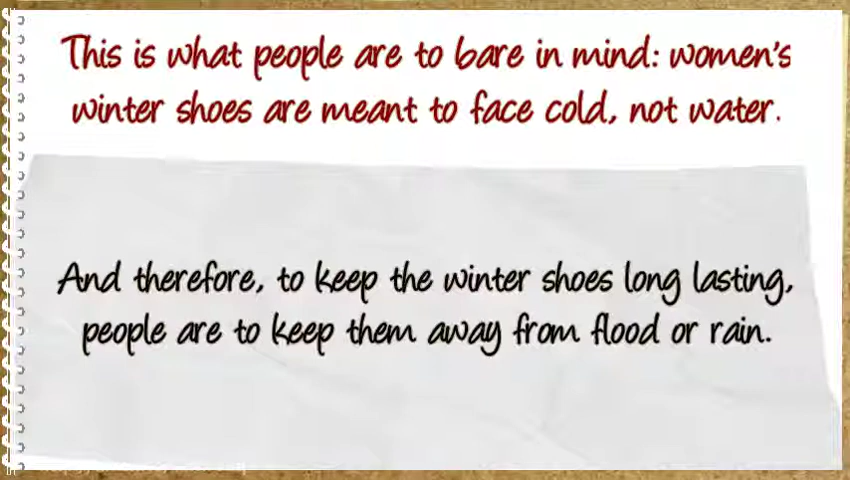 This is what people are to bare in mind: women's
winter shoes are meant to face cold, not water.
And therefore, to keep the winter shoes long lasting,
people are to keep them away from flood or rain.